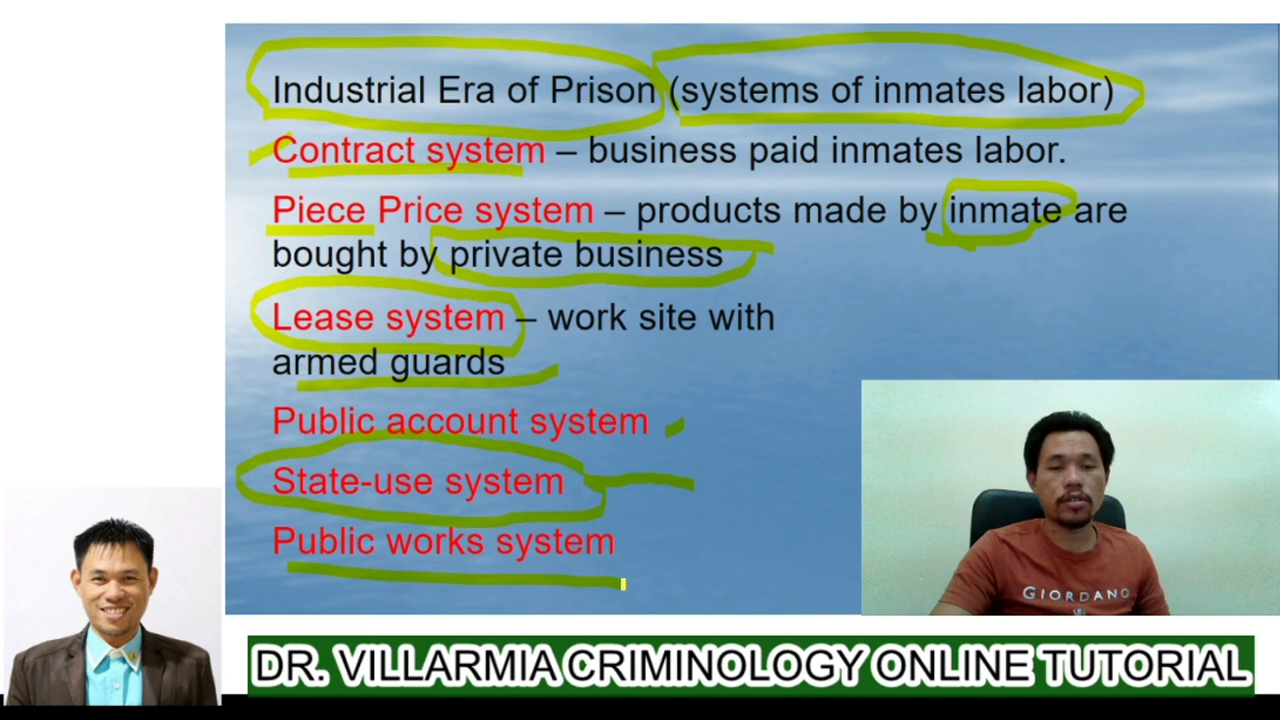 Industrial Era of Prison (systems of inmates labor)
Contract system – business paid inmates labor.
Piece Price system – products made by inmate are
bought by private business
Lease system – work site with
armed guards
Public account system
State-use system
Public works system
GIORDANO
DR. VILLARMIA CRIMINOLOGY ONLINE TUTORIAL